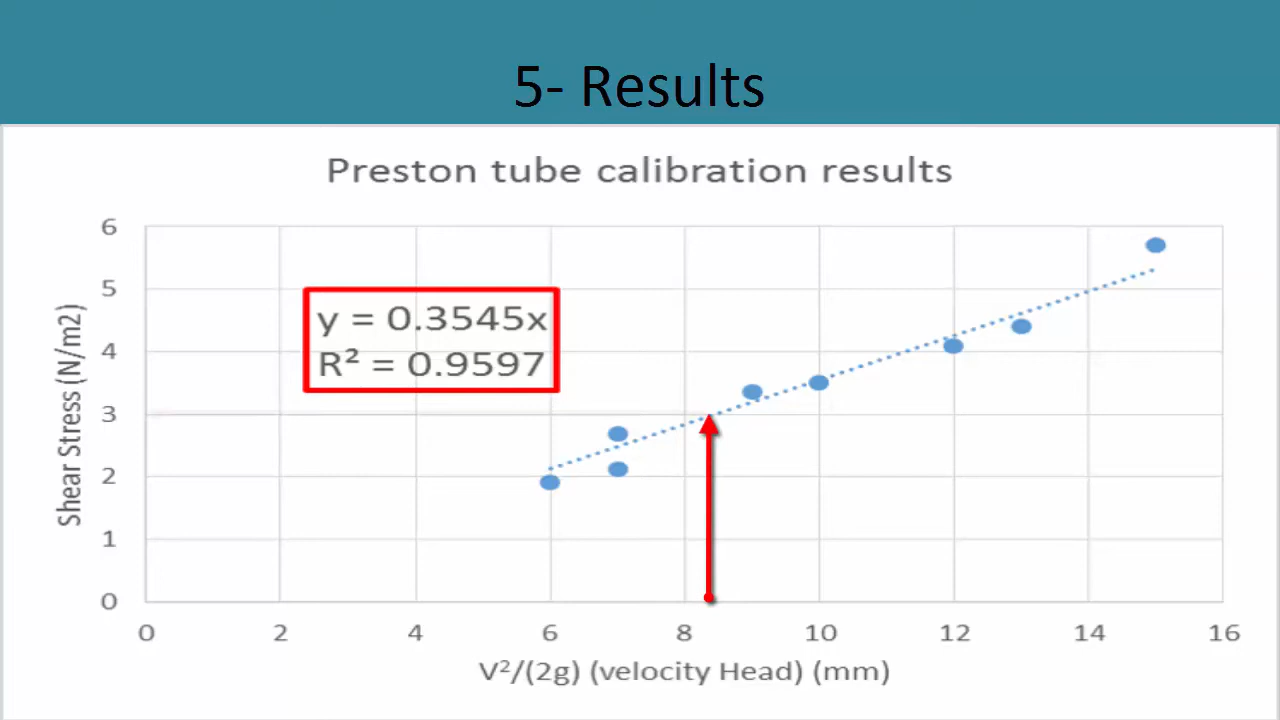 5- Results
Preston tube calibration results
6
5
4
3
2
1
0
Shear Stress (N/m2)
y = 0.3545x
R² = 0.9597
0 2 4 6 8 10 12 14 16
V²/(2g) (velocity Head) (mm)